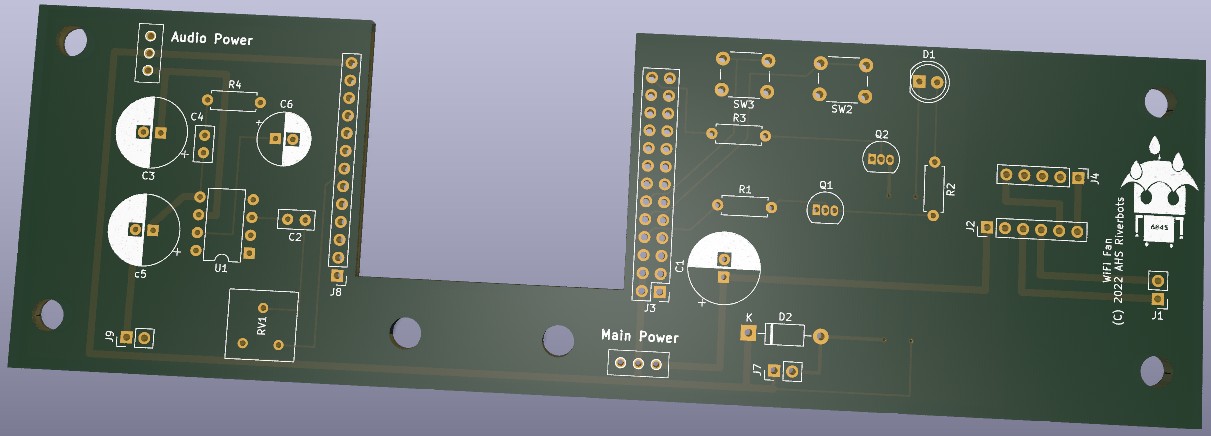 Audio Power
R4
C6
C4
C3
c5
U1
C2
J8
RV1
J9
D1
SW3
SW2
R3
Q2
R1
Q1
R2
J4
J2
C1
J3
6845
WiFi Fan
(C) 2022 AHS Riverbots
J1
Main Power
K
D2
J7